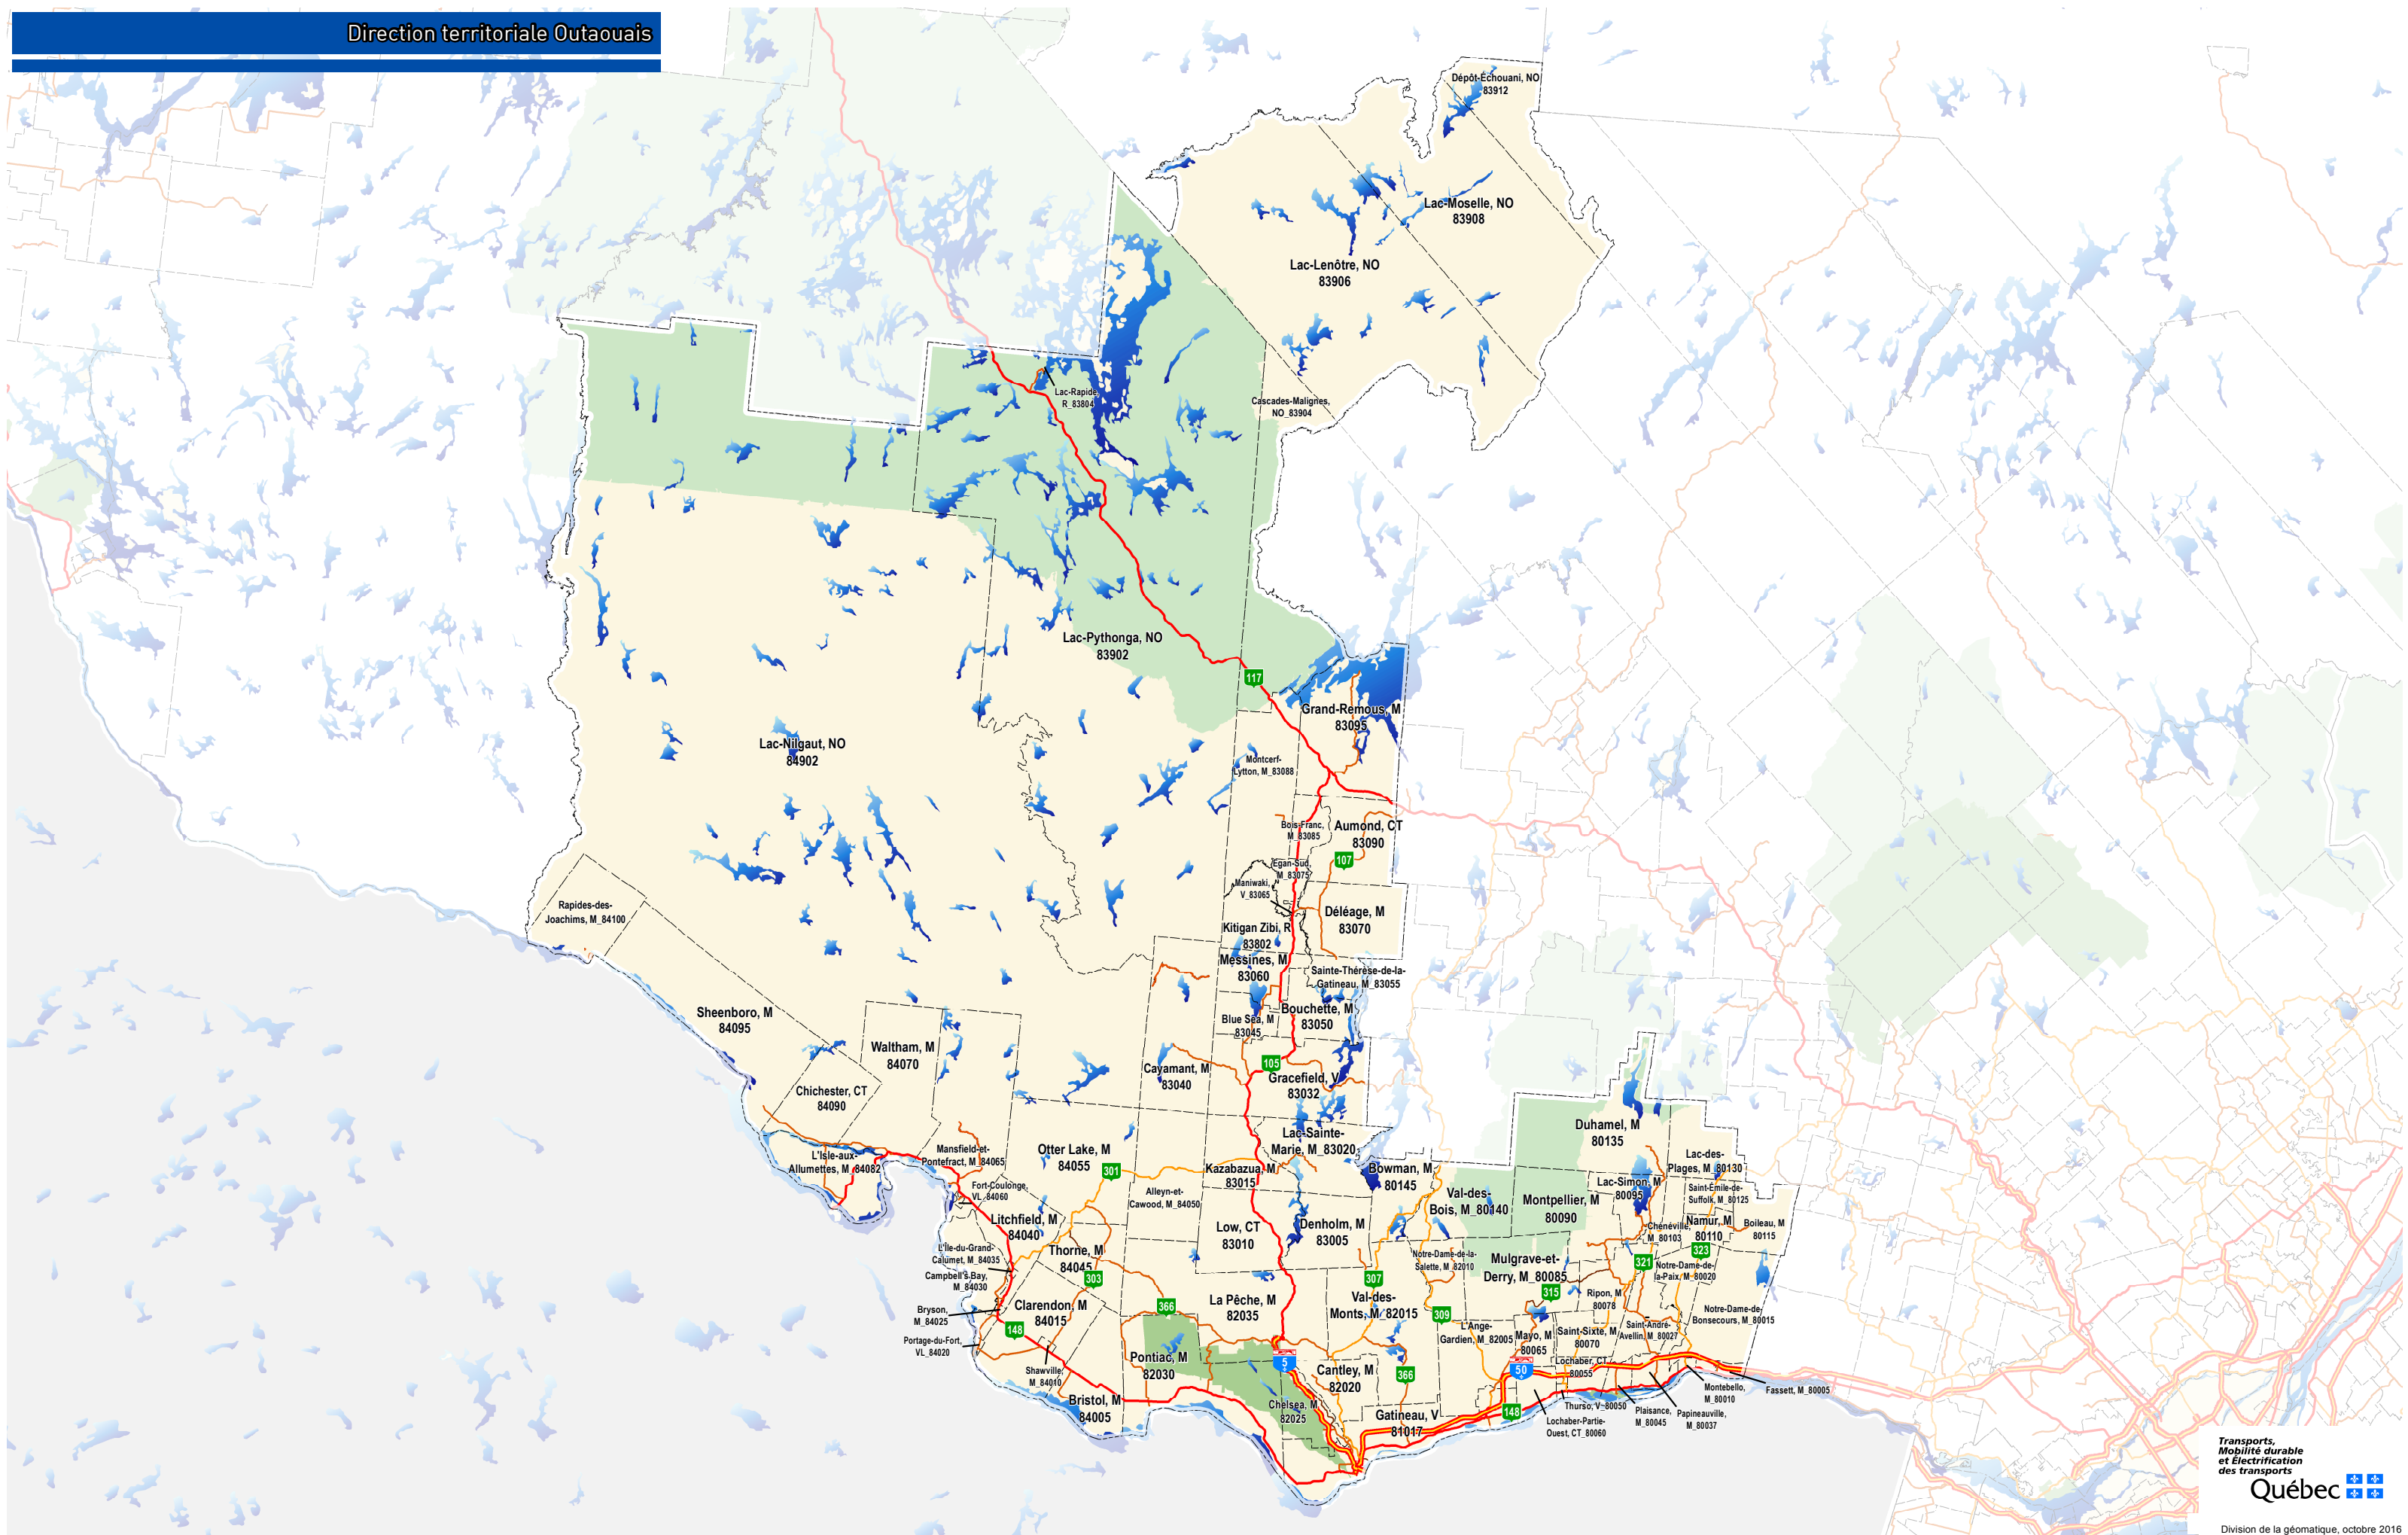 Direction territoriale Outaouais
Dépôt-Échouani, NO
83912
Lac-Moselle, NO
83908
Lac-Lenôtre, NO
83906
Lac-Rapide,
R_83804
Cascades-Malignes,
NO_83904
Lac-Pythonga, NO
83902
117
Grand-Remous, M
83095
Lac-Nilgaut, NO
84902
Montcerf-
Lytton, M_83088
Bois-Franc,
M_83085
Aumond, CT
83090
107
Egan-Sud,
M_83075
Maniwaki,
V_83065
Rapides-des-
Joachims, M_84100
Déléage, M
83070
Kitigan Zibi, R
83802
Messines, M
83060
Sainte-Thérèse-de-la-
Gatineau, M_83055
Sheenboro, M
84095
Bouchette, M
83050
Blue Sea, M
83045
Waltham, M
84070
105
Cayamant, M
83040
Gracefield, V
83032
Chichester, CT
84090
Duhamel, M
80135
Lac-Sainte-
Marie, M_83020
Otter Lake, M
84055
Mansfield-et-
Pontefract, M_84065
L'Isle-aux-
Allumettes, M_84082
301
Kazabazua, M
83015
Bowman, M
80145
Lac-des-
Plages, M_80130
Fort-Coulonge,
VL_84060
Alleyn-et-
Cawood, M_84050
Val-des-
Bois, M_80140
Montpellier, M
80090
Lac-Simon, M
80095
Saint-Émile-de-
Suffolk, M_80125
Litchfield, M
84040
Low, CT
83010
Denholm, M
83005
Chénéville,
M_80103
Namur, M
80110
Boileau, M
80115
L'Île-du-Grand-
Calumet, M_84035
Thorne, M
84045
Notre-Dame-de-la-
Salette, M_82010
Mulgrave-et-
Derry, M_80085
321
323
Notre-Dame-de-
la-Paix, M_80020
Campbell's Bay,
M_84030
303
307
315
Bryson,
M_84025
Clarendon, M
84015
366
La Pêche, M
82035
Val-des-
Monts, M_82015
309
Ripon, M
80078
Notre-Dame-de-
Bonsecours, M_80015
148
Portage-du-Fort,
VL_84020
L'Ange-
Gardien, M_82005
Mayo, M
80065
Saint-Sixte, M
80070
Saint-André-
Avellin, M_80027
Shawville,
M_84010
Pontiac, M
82030
5
Cantley, M
82020
366
50
Lochaber, CT
80055
Bristol, M
84005
Chelsea, M
82025
Gatineau, V
81017
148
Lochaber-Partie-
Ouest, CT_80060
Thurso, V_80050
Plaisance,
M_80045
Papineauville,
M_80037
Montebello,
M_80010
Fassett, M_80005
Transports,
Mobilité durable
et Électrification
des transports
Québec
Division de la géomatique, octobre 2016